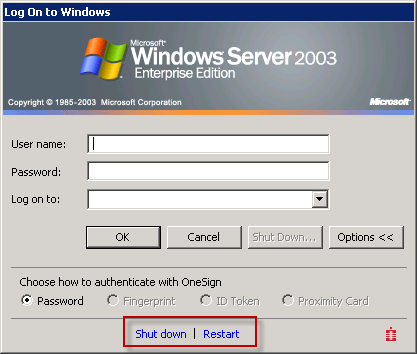 Log On to Windows
Microsoft
Windows Server 2003
Enterprise Edition
Copyright © 1985-2003 Microsoft Corporation
Microsoft
User name:
Password:
Log on to:
OK Cancel Shut Down... Options <<
Choose how to authenticate with OneSign
Password Fingerprint ID Token Proximity Card
Shut down | Restart